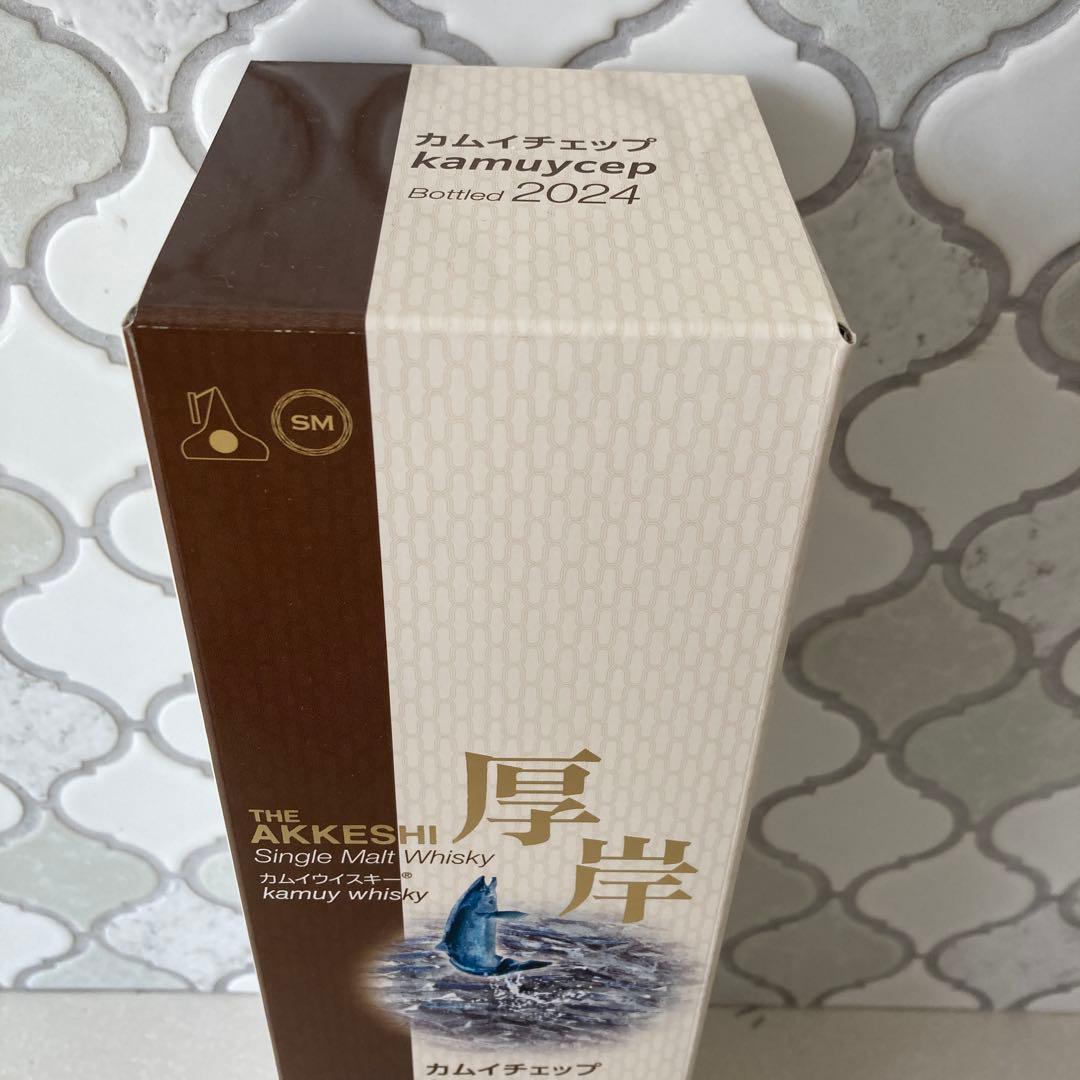 カムイチェップ
kamuycep
Bottled 2024
SM
THE
AKKESHI
厚岸
Single Malt Whisky
カムイウイスキー®
kamuy whisky
カムイチェップ